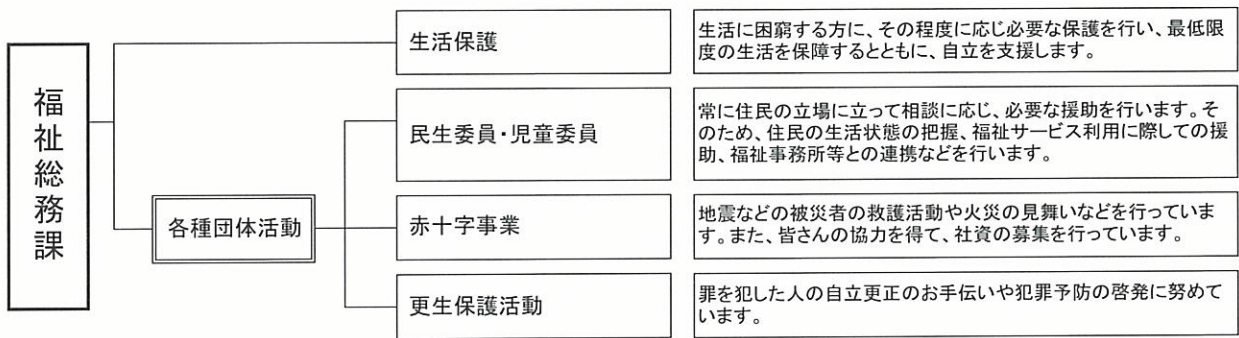 福祉総務課
生活保護
生活に困窮する方に、その程度に応じ必要な保護を行い、最低限
度の生活を保障するとともに、自立を支援します。
各種団体活動
民生委員・児童委員
常に住民の立場に立って相談に応じ、必要な援助を行います。そ
のため、住民の生活状態の把握、福祉サービス利用に際しての援
助、福祉事務所等との連携などを行います。
赤十字事業
地震などの被災者の救護活動や火災の見舞いなどを行っていま
す。また、皆さんの協力を得て、社資の募集を行っています。
更生保護活動
罪を犯した人の自立更正のお手伝いや犯罪予防の啓発に努めて
います。